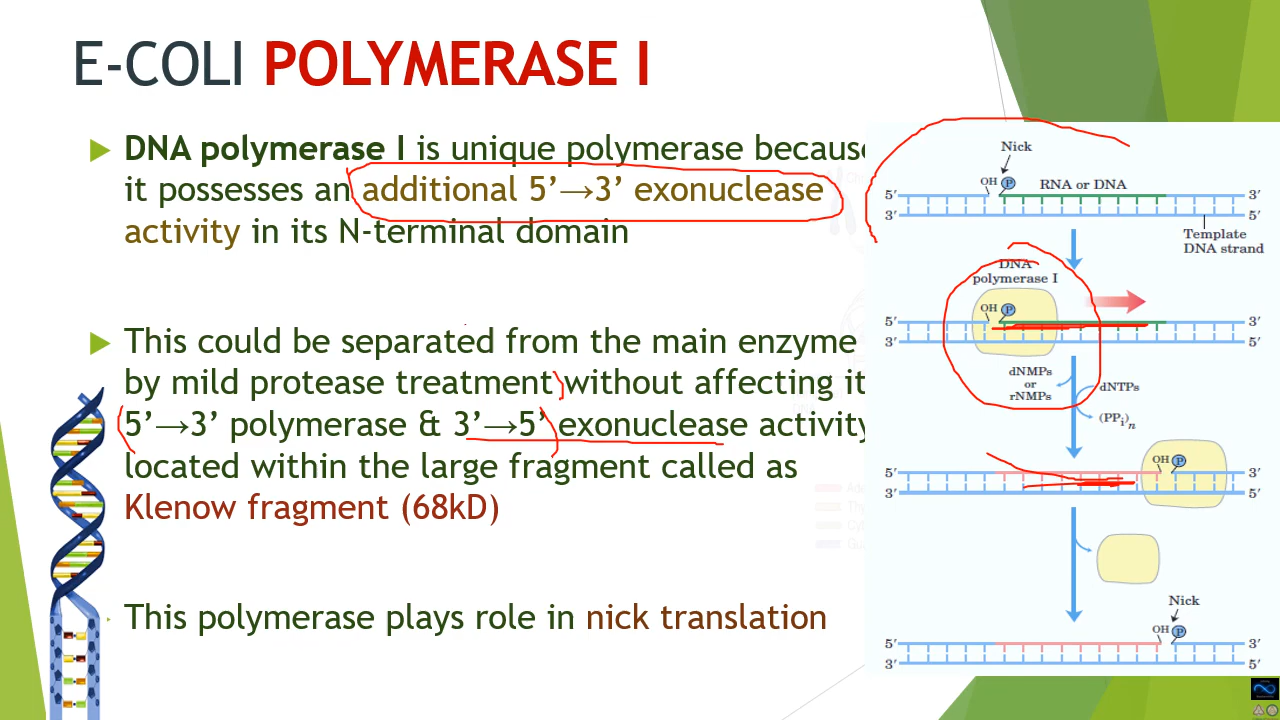 E-COLI POLYMERASE I
DNA polymerase I is unique polymerase because
it possesses an additional 5’→3’ exonuclease
activity in its N-terminal domain
This could be separated from the main enzyme
by mild protease treatment without affecting it
5’→3’ polymerase & 3’→5’ exonuclease activity
located within the large fragment called as
Klenow fragment (68kD)
This polymerase plays role in nick translation
Nick
OH P
RNA or DNA
5′ 3′
3′ 5′
Template
DNA strand
DNA
polymerase I
OH P
5′ 3′
3′ 5′
dNMPs
or
rNMPs
dNTPs
(PPi)n
OH P
5′ 3′
3′ 5′
Nick
OH P
5′ 3′
3′ 5′